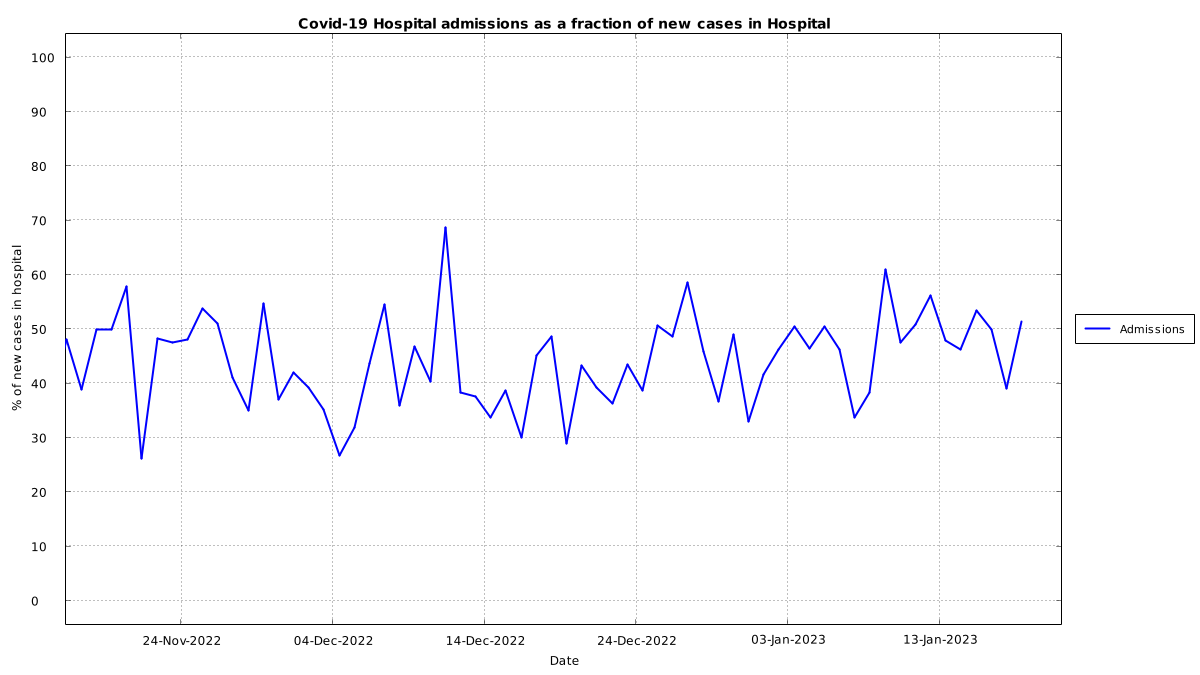 Covid-19 Hospital admissions as a fraction of new cases in Hospital
100
90
80
70
60
50
40
30
20
10
0
% of new cases in hospital
Admissions
24-Nov-2022
04-Dec-2022
14-Dec-2022
24-Dec-2022
03-Jan-2023
13-Jan-2023
Date